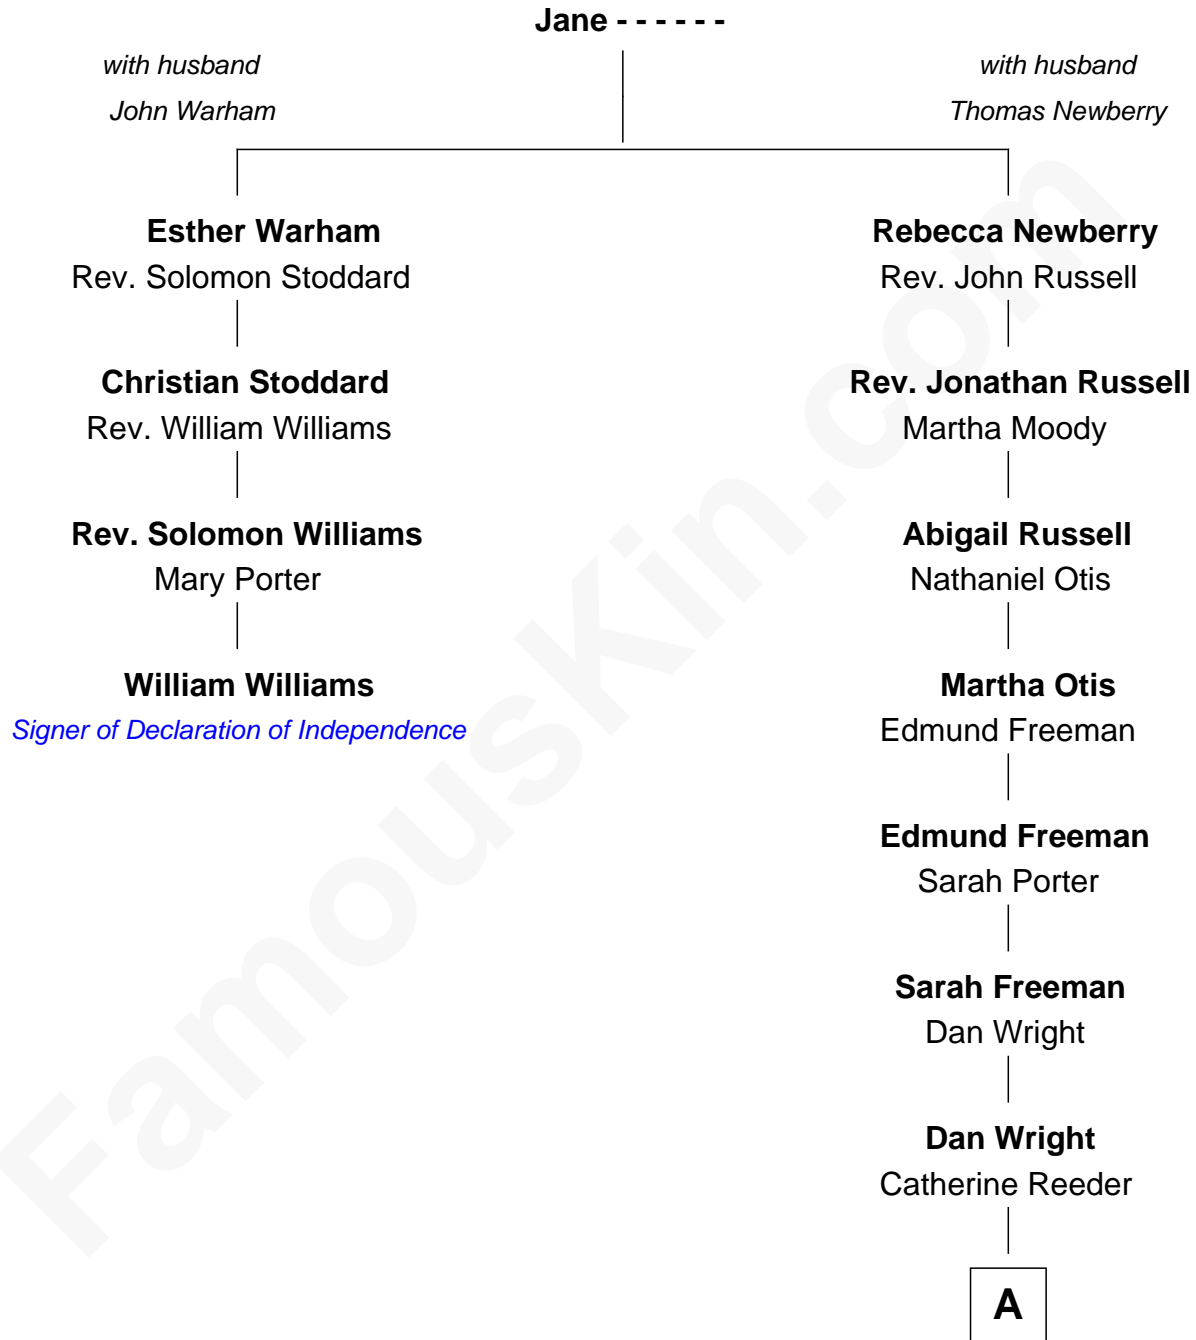 Jane - - - - - -
with husband
John Warham
with husband
Thomas Newberry
Esther Warham
Rev. Solomon Stoddard
Rebecca Newberry
Rev. John Russell
Christian Stoddard
Rev. William Williams
Rev. Jonathan Russell
Martha Moody
Rev. Solomon Williams
Mary Porter
Abigail Russell
Nathaniel Otis
William Williams
Signer of Declaration of Independence
Martha Otis
Edmund Freeman
Edmund Freeman
Sarah Porter
Sarah Freeman
Dan Wright
Dan Wright
Catherine Reeder
A
FamousKin.com